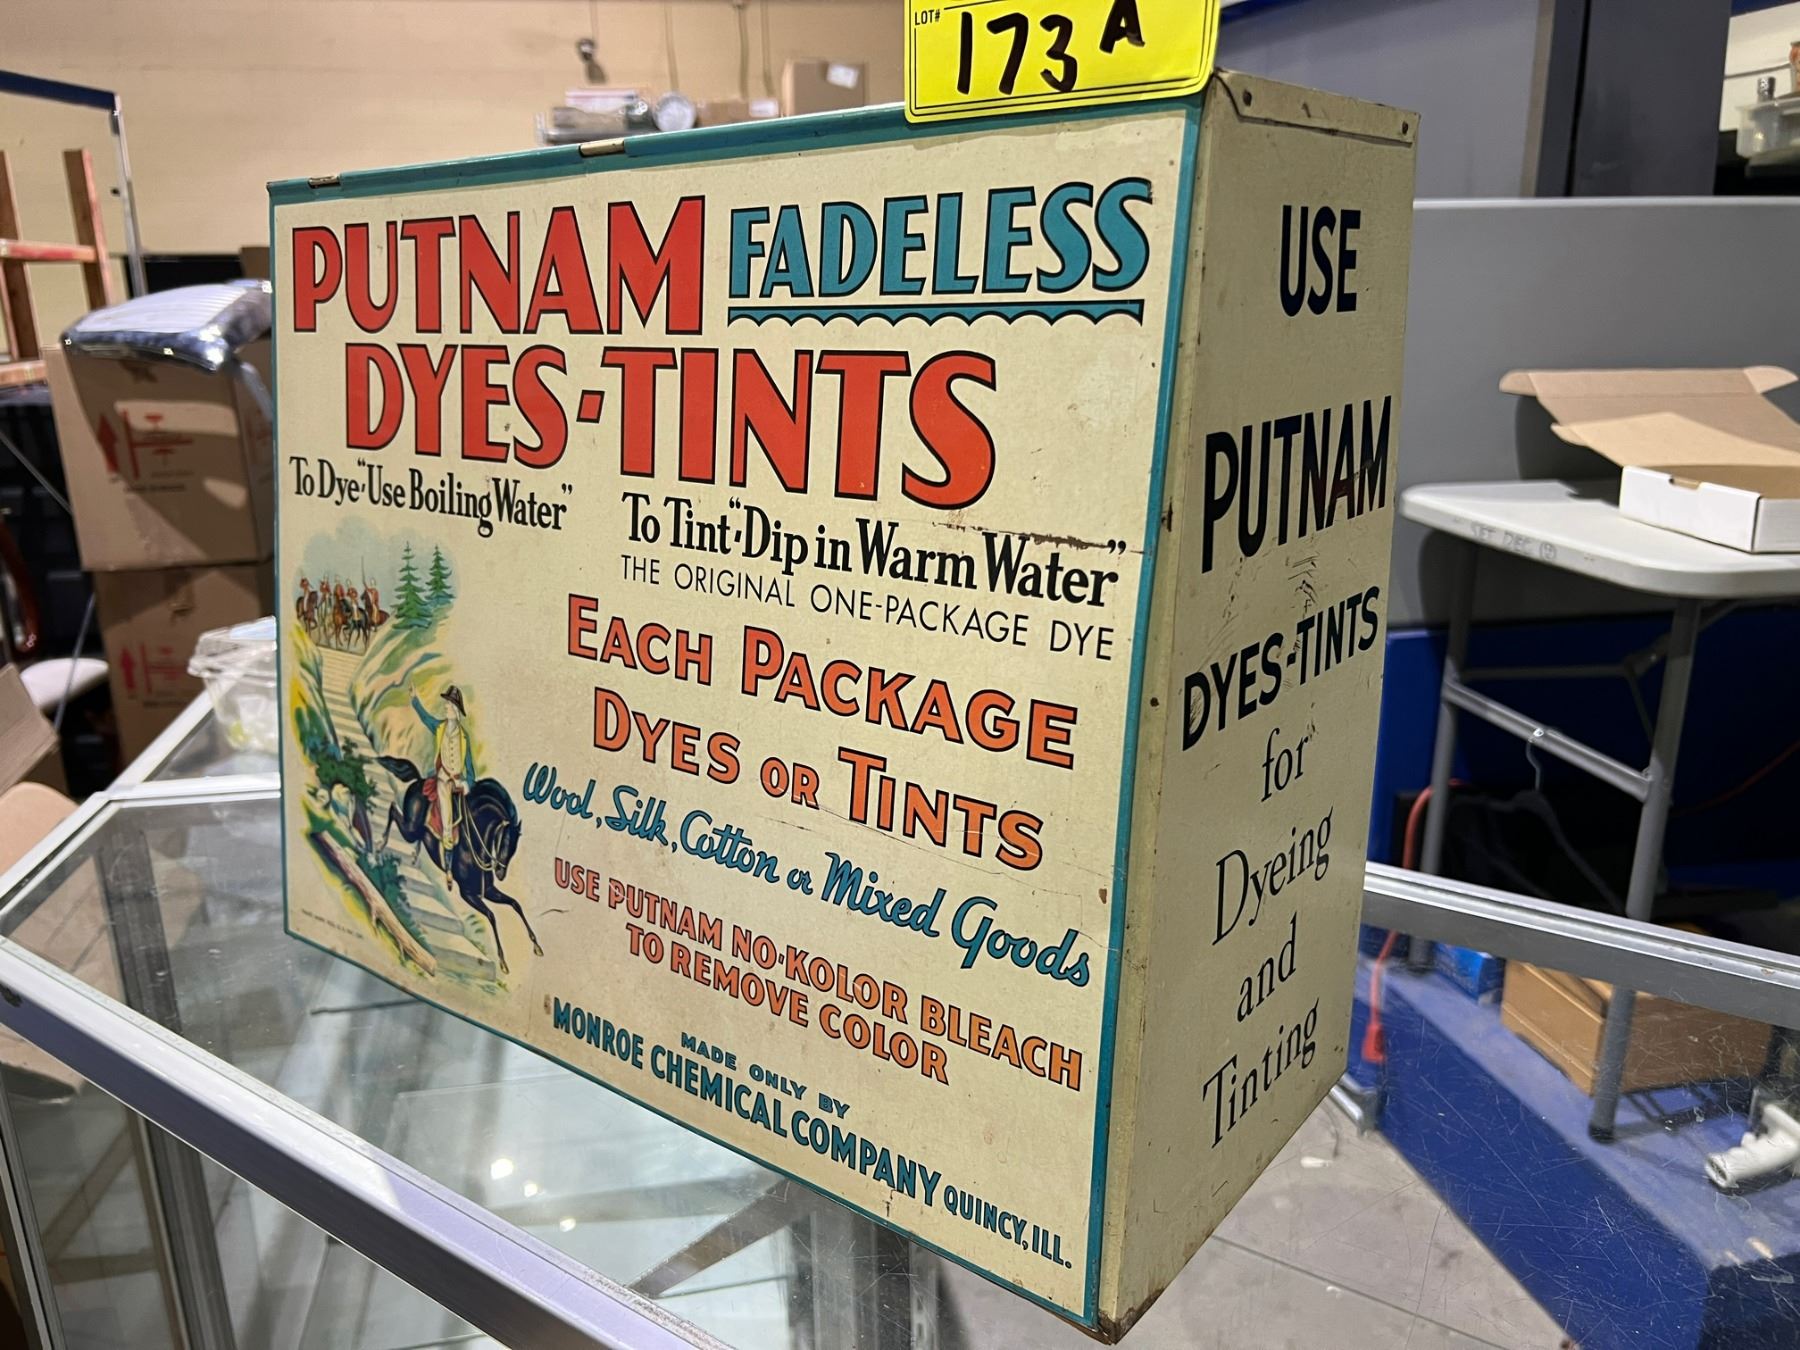 LOT#
173 A
PUTNAM FADELESS
DYES-TINTS
To Dye "Use Boiling Water"
To Tint "Dip in Warm Water"
THE ORIGINAL ONE-PACKAGE DYE
EACH PACKAGE
DYES OR TINTS
Wool, Silk, Cotton or Mixed Goods
USE PUTNAM NO-KOLOR BLEACH
TO REMOVE COLOR
MADE ONLY BY
MONROE CHEMICAL COMPANY QUINCY, ILL.
USE
PUTNAM
DYES-TINTS
for
Dyeing
and
Tinting